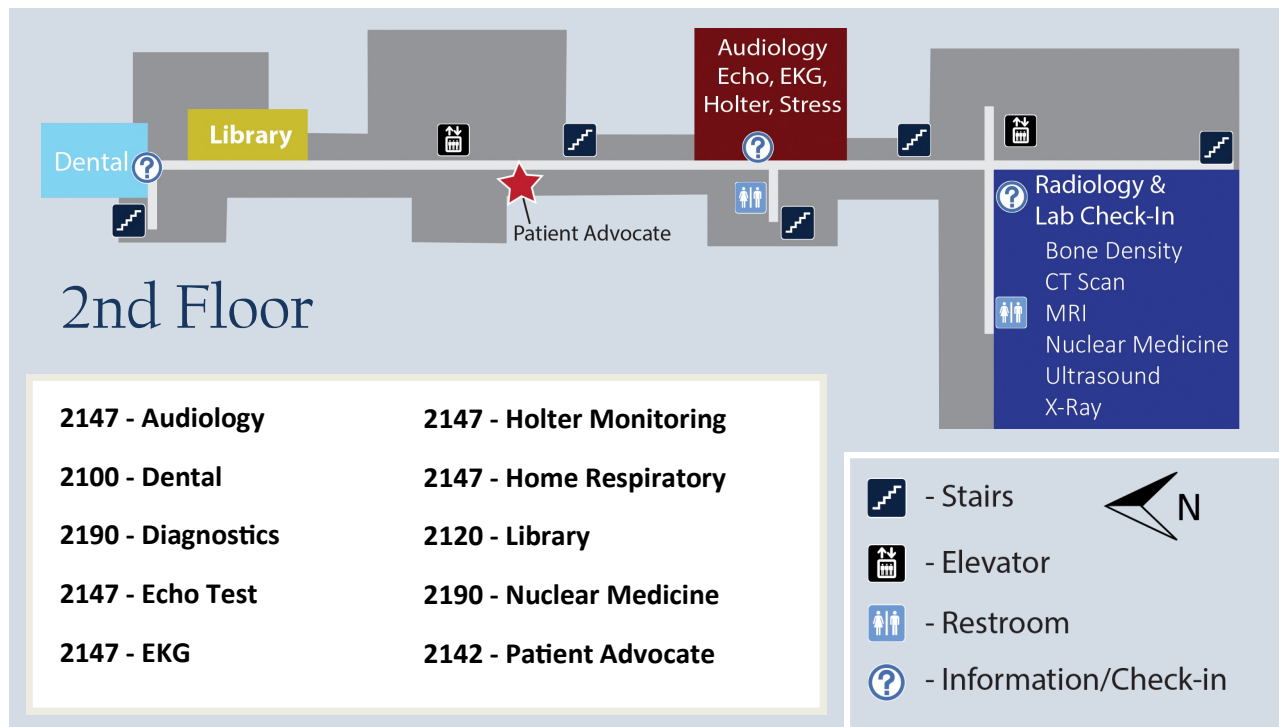 Audiology
Echo, EKG,
Holter, Stress
Library
Dental
?
?
?
Radiology &
Lab Check-In
Bone Density
CT Scan
MRI
Nuclear Medicine
Ultrasound
X-Ray
Patient Advocate
2nd Floor
2147 - Audiology
2100 - Dental
2190 - Diagnostics
2147 - Echo Test
2147 - EKG
2147 - Holter Monitoring
2147 - Home Respiratory
2120 - Library
2190 - Nuclear Medicine
2142 - Patient Advocate
- Stairs
- Elevator
- Restroom
? - Information/Check-in
N